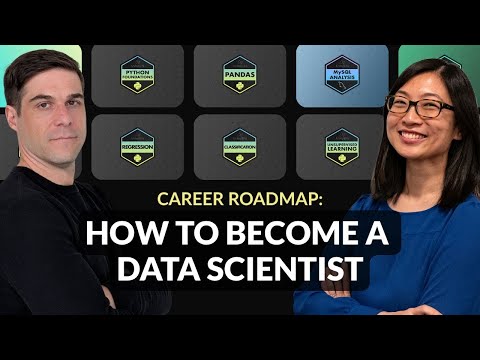 PYTHON
FOUNDATIONS
PANDAS
MySQL
ANALYSIS
REGRESSION
CLASSIFICATION
UNSUPERVISED
LEARNING
CAREER ROADMAP:
HOW TO BECOME A
DATA SCIENTIST